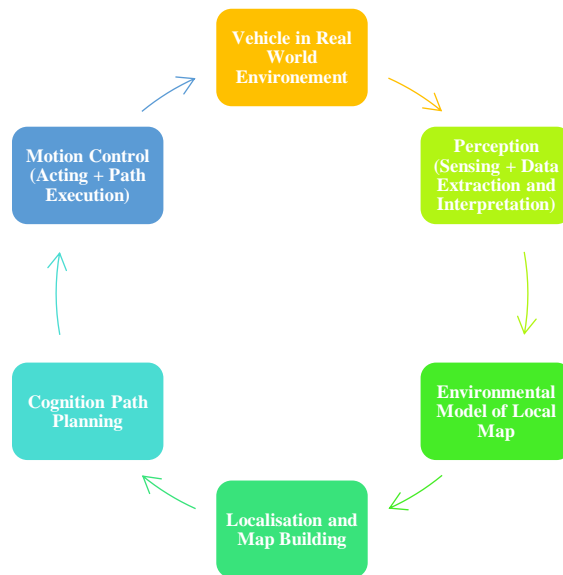 Vehicle in Real
World
Environement
Perception
(Sensing + Data
Extraction and
Interpretation)
Environmental
Model of Local
Map
Localisation and
Map Building
Cognition Path
Planning
Motion Control
(Acting + Path
Execution)